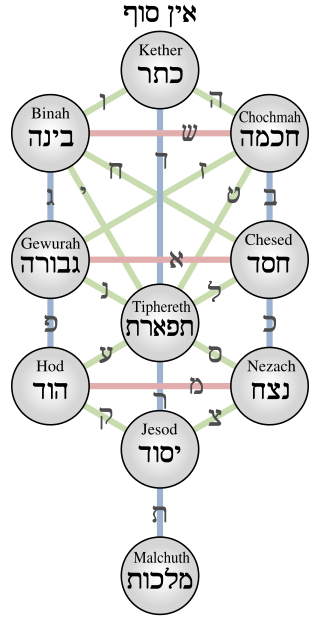 אין סוף
Kether
כתר
ו
ה
Binah
בינה
Chochmah
חכמה
ש
ד
ח
ז
ג
י
ט
ב
Gewurah
גבורה
א
Chesed
חסד
נ
ל
Tiphereth
תפארת
פ
כ
ע
ס
Hod
הוד
מ
Nezach
נצח
ר
ק
צ
Jesod
יסוד
ת
Malchuth
מלכות